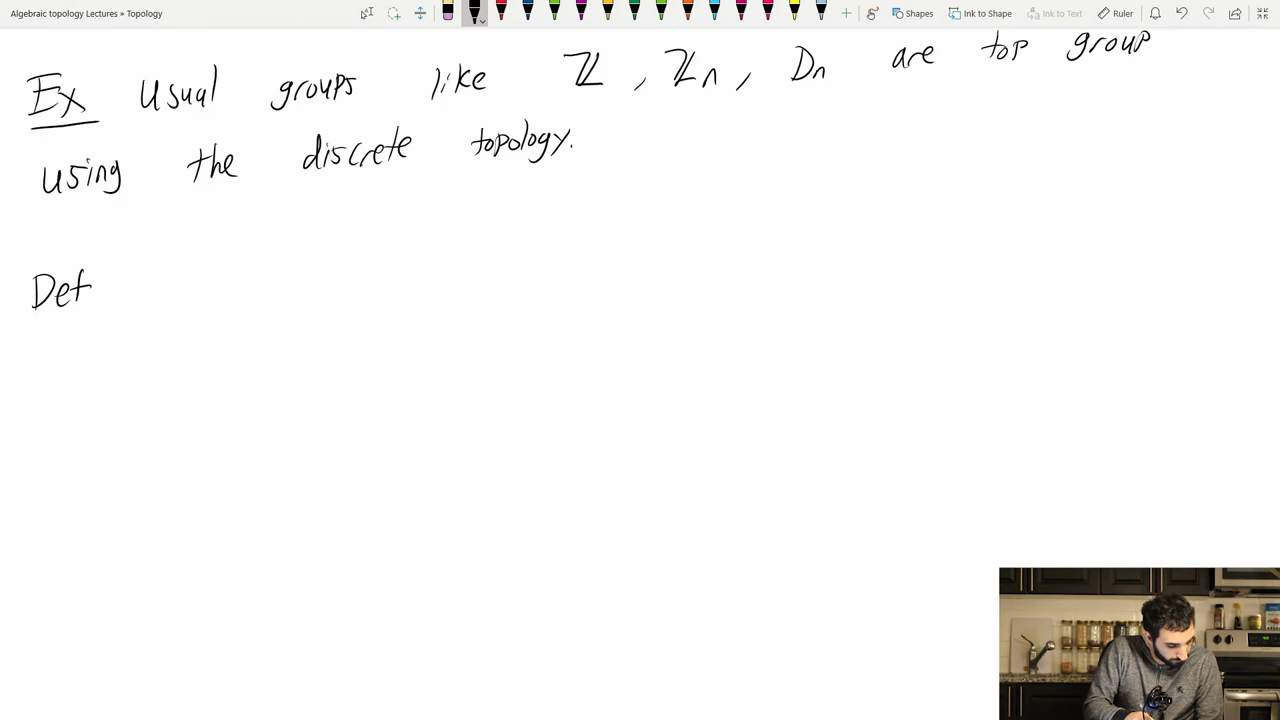 Algebraic topology Lectures » Topology
Shapes
Ink to Shape
Ink to Text
Ruler
Ex Usual groups like ℤ, ℤn, Dn are top group
using the discrete topology.
Def